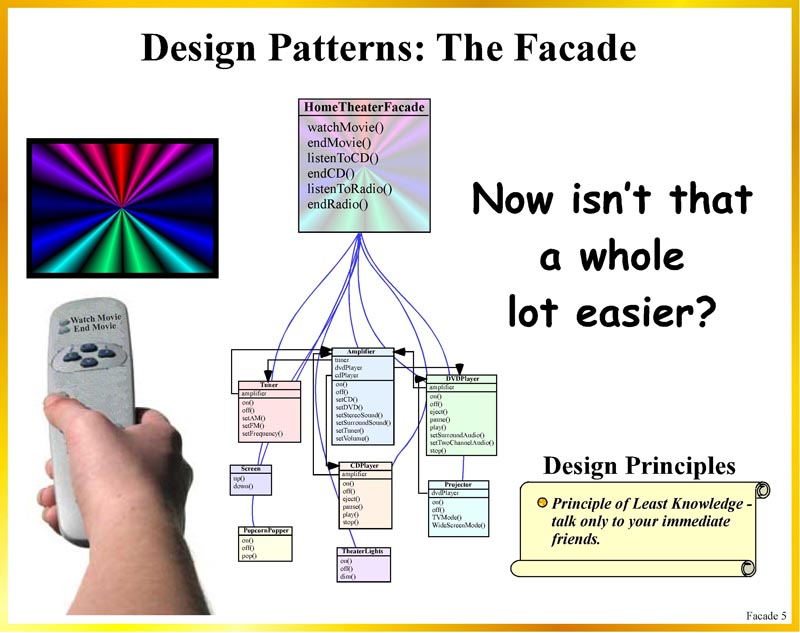 Design Patterns: The Facade
HomeTheaterFacade
watchMovie()
endMovie()
listenToCD()
endCD()
listenToRadio()
endRadio()
Now isn't that
a whole
lot easier?
Watch Movie
End Movie
Amplifier
tuner
dvdPlayer
cdPlayer
on()
off()
setCD()
setDVD()
setStereoSound()
setSurroundSound()
setTuner()
setVolume()
Tuner
amplifier
on()
off()
setAM()
setFM()
setFrequency()
DVDPlayer
amplifier
on()
off()
eject()
pause()
play()
setSurroundAudio()
setTwoChannelAudio()
stop()
Screen
up()
down()
CDPlayer
amplifier
on()
off()
eject()
pause()
play()
stop()
Projector
dvdPlayer
on()
off()
TVMode()
WideScreenMode()
PopcornPopper
on()
off()
pop()
TheaterLights
on()
off()
dim()
Design Principles
Principle of Least Knowledge -
talk only to your immediate
friends.
Facade 5